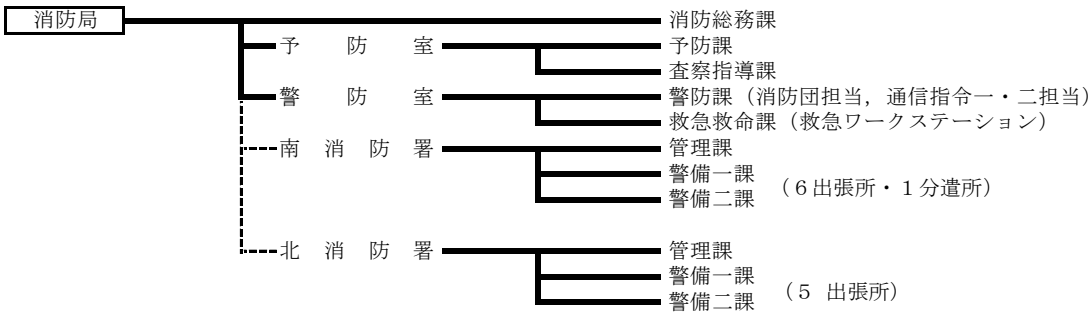 消防局 消防総務課
予防室 予防課
査察指導課
警防室 警防課（消防団担当，通信指令一・二担当）
救急救命課（救急ワークステーション）
南消防署 管理課
警備一課
（６出張所・１分遣所）
警備二課
北消防署 管理課
警備一課
（５ 出張所）
警備二課